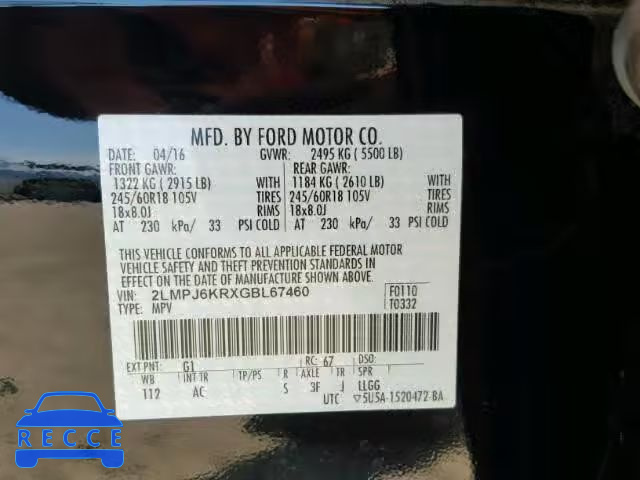 MFD. BY FORD MOTOR CO.
DATE: 04/16 GVWR: 2495 KG ( 5500 LB)
FRONT GAWR: REAR GAWR:
1322 KG ( 2915 LB) WITH 1184 KG ( 2610 LB) WITH
245/60R18 105V TIRES 245/60R18 105V TIRES
18x8.0J RIMS 18x8.0J RIMS
AT 230 kPa/ 33 PSI COLD AT 230 kPa/ 33 PSI COLD
THIS VEHICLE CONFORMS TO ALL APPLICABLE FEDERAL MOTOR
VEHICLE SAFETY AND THEFT PREVENTION STANDARDS IN
EFFECT ON THE DATE OF MANUFACTURE SHOWN ABOVE.
VIN: 2LMPJ6KRXGBL67460 F0110
TYPE: MPV T0332
EXT PNT: G1 RC: 67 DSO:
WB INT TR TP/PS R AXLE TR SPR
112 AC S 3F J LLGG
UTC ▽5U5A-1520472-BA
RECCE